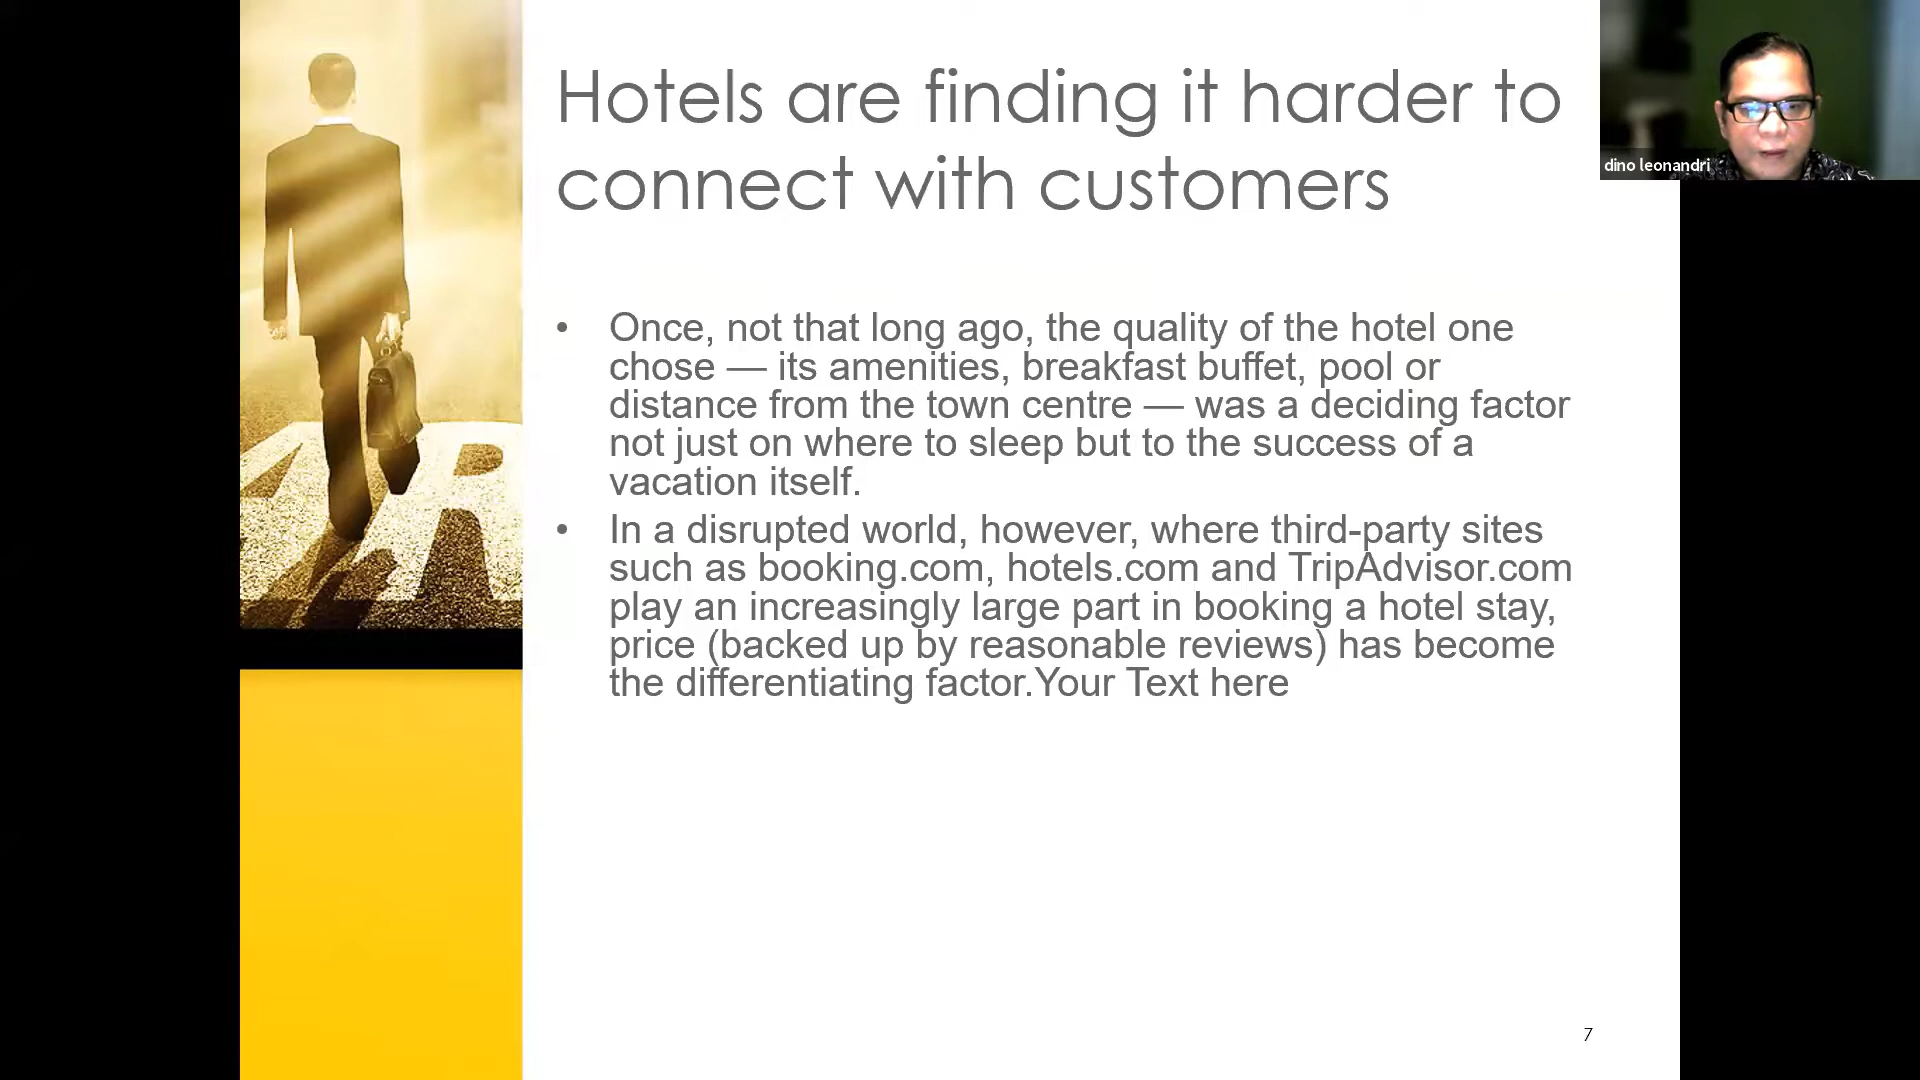 Hotels are finding it harder to
connect with customers
dino leonandri
• Once, not that long ago, the quality of the hotel one
chose — its amenities, breakfast buffet, pool or
distance from the town centre — was a deciding factor
not just on where to sleep but to the success of a
vacation itself.
• In a disrupted world, however, where third-party sites
such as booking.com, hotels.com and TripAdvisor.com
play an increasingly large part in booking a hotel stay,
price (backed up by reasonable reviews) has become
the differentiating factor.Your Text here
7